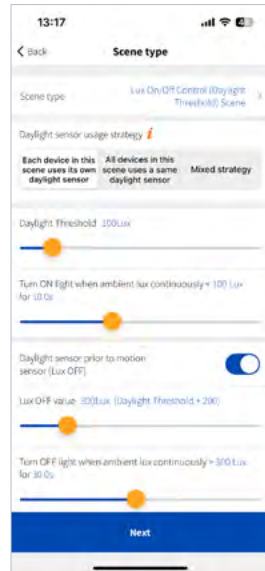 13:17
Back
Scene type
Scene type
Lux On/Off Control (Daylight
Threshold) Scene
Daylight sensor usage strategy i
Each device in this
scene uses its own
daylight sensor
All devices in this
scene uses a same
daylight sensor
Mixed strategy
Daylight Threshold 100Lux
Turn ON light when ambient lux continuously < 100 Lux
for 10.0s
Daylight sensor prior to motion
sensor (Lux OFF)
Lux OFF value 300Lux (Daylight Threshold + 200)
Turn OFF light when ambient lux continuously > 300 Lux
for 30.0s
Next